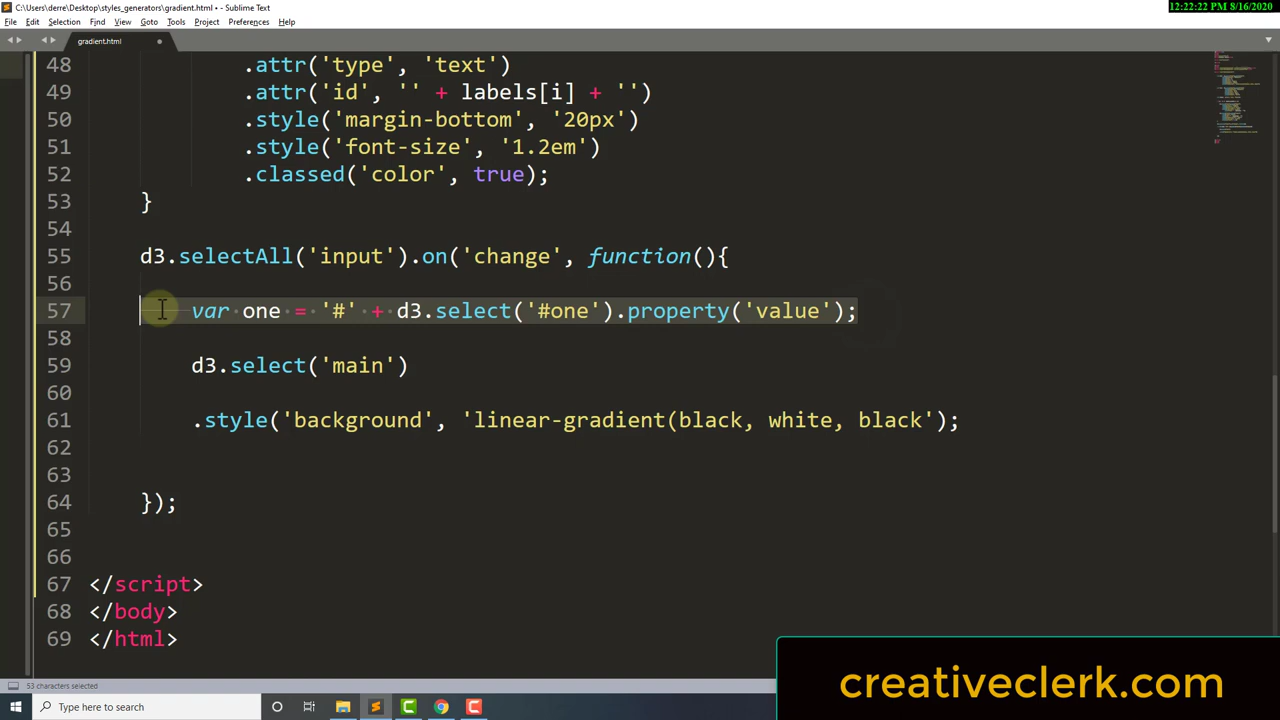 C:\Users\derre\Desktop\styles_generators\gradient.html • - Sublime Text
12:22:22 PM 8/16/2020
File Edit Selection Find View Goto Tools Project Preferences Help
gradient.html
48 .attr('type', 'text')
49 .attr('id', '' + labels[i] + '')
50 .style('margin-bottom', '20px')
51 .style('font-size', '1.2em')
52 .classed('color', true);
53 }
54
55 d3.selectAll('input').on('change', function(){
56
57 var one = '#' + d3.select('#one').property('value');
58
59 d3.select('main')
60
61 .style('background', 'linear-gradient(black, white, black');
62
63
64 });
65
66
67 </script>
68 </body>
69 </html>
creativeclerk.com
53 characters selected
Type here to search